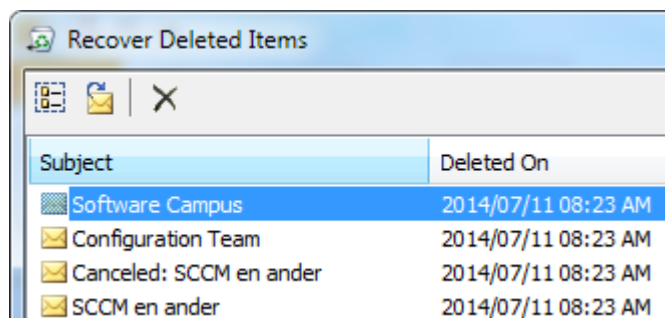 Recover Deleted Items
Subject Deleted On
Software Campus 2014/07/11 08:23 AM
Configuration Team 2014/07/11 08:23 AM
Canceled: SCCM en ander 2014/07/11 08:23 AM
SCCM en ander 2014/07/11 08:23 AM